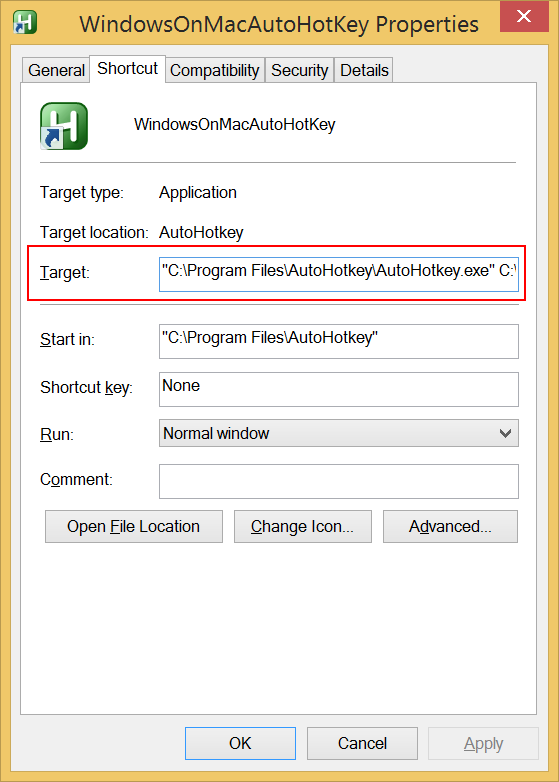 WindowsOnMacAutoHotKey Properties
General Shortcut Compatibility Security Details
WindowsOnMacAutoHotKey
Target type: Application
Target location: AutoHotkey
Target: "C:\Program Files\AutoHotkey\AutoHotkey.exe" C:\
Start in: "C:\Program Files\AutoHotkey"
Shortcut key: None
Run: Normal window
Comment:
Open File Location Change Icon... Advanced...
OK Cancel Apply